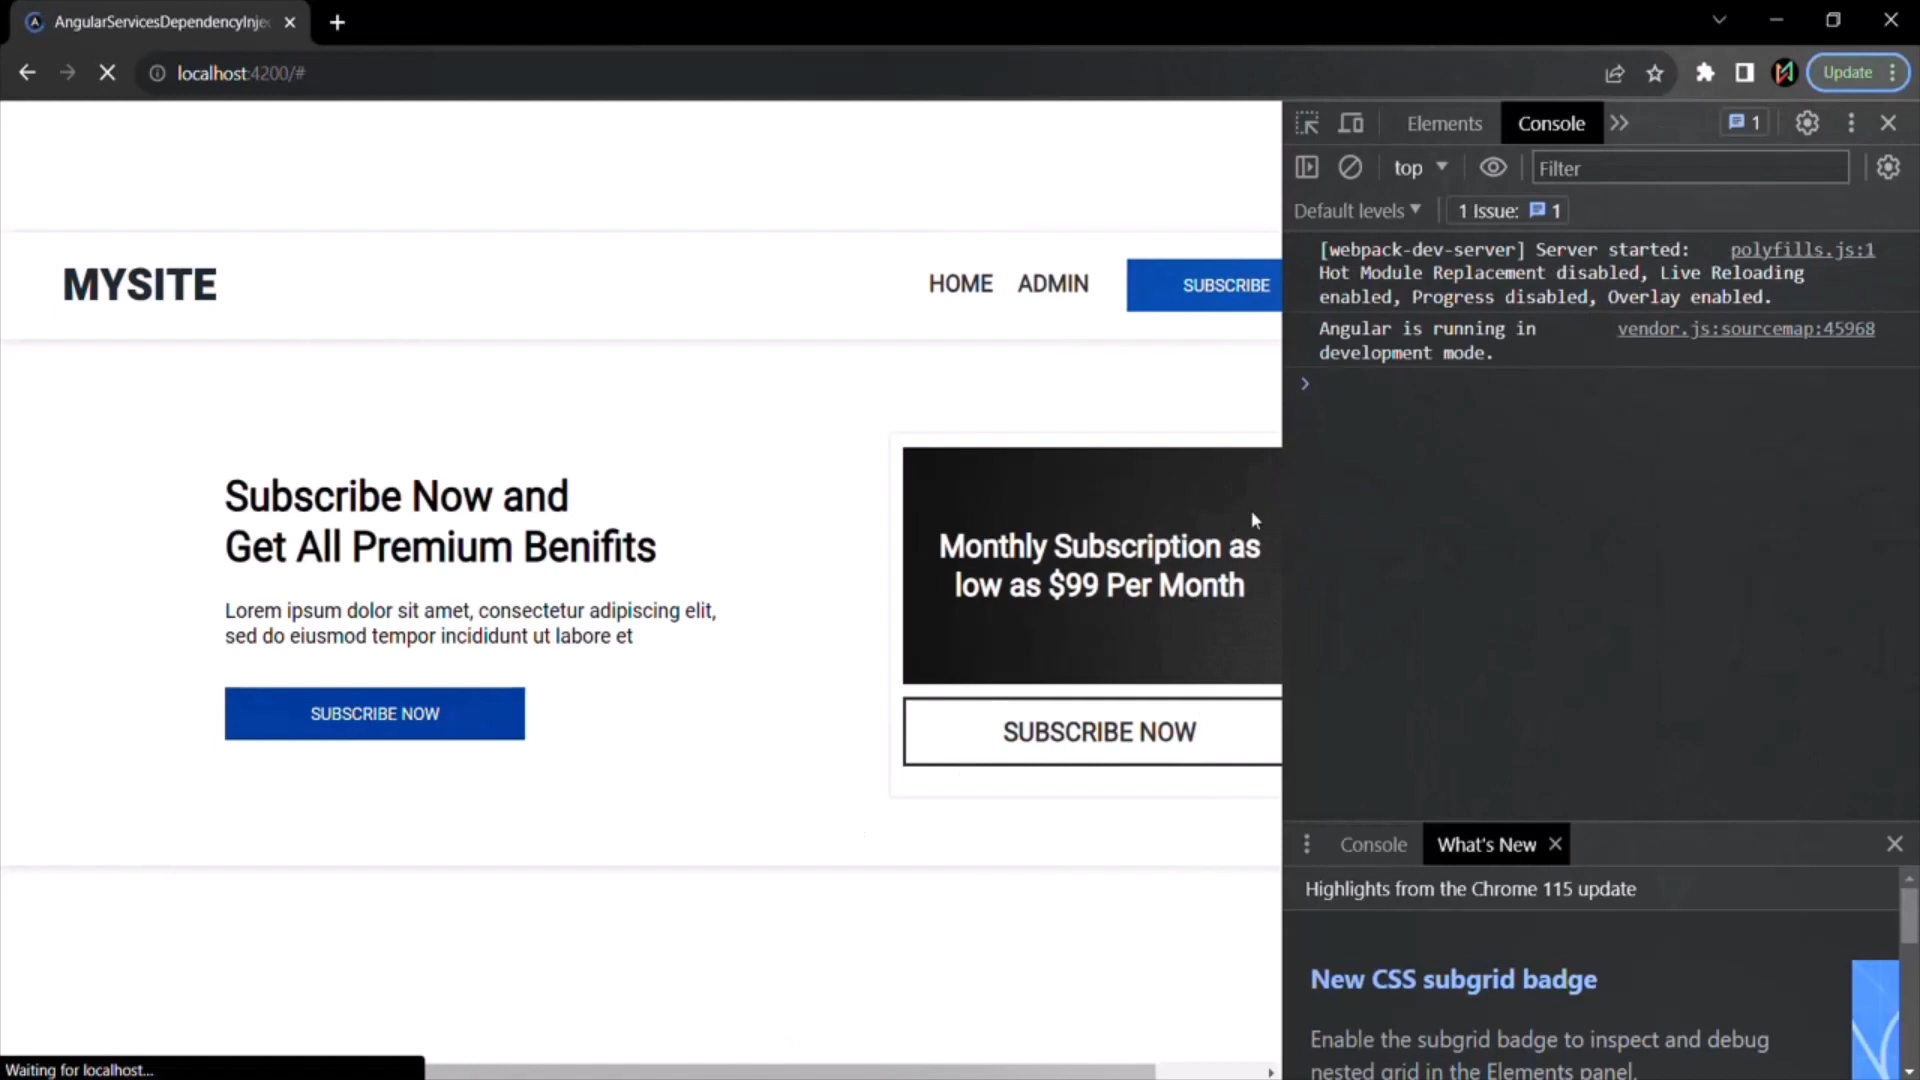 AngularServicesDependencyInje
localhost:4200/#
Update
MYSITE
HOME
ADMIN
SUBSCRIBE
Subscribe Now and
Get All Premium Benifits
Lorem ipsum dolor sit amet, consectetur adipiscing elit,
sed do eiusmod tempor incididunt ut labore et
SUBSCRIBE NOW
Monthly Subscription as
low as $99 Per Month
SUBSCRIBE NOW
Waiting for localhost...
Elements
Console
1
top
Filter
Default levels
1 Issue: 1
[webpack-dev-server] Server started: polyfills.js:1
Hot Module Replacement disabled, Live Reloading
enabled, Progress disabled, Overlay enabled.
Angular is running in vendor.js:sourcemap:45968
development mode.
Console
What's New
Highlights from the Chrome 115 update
New CSS subgrid badge
Enable the subgrid badge to inspect and debug
nested grid in the Elements panel.